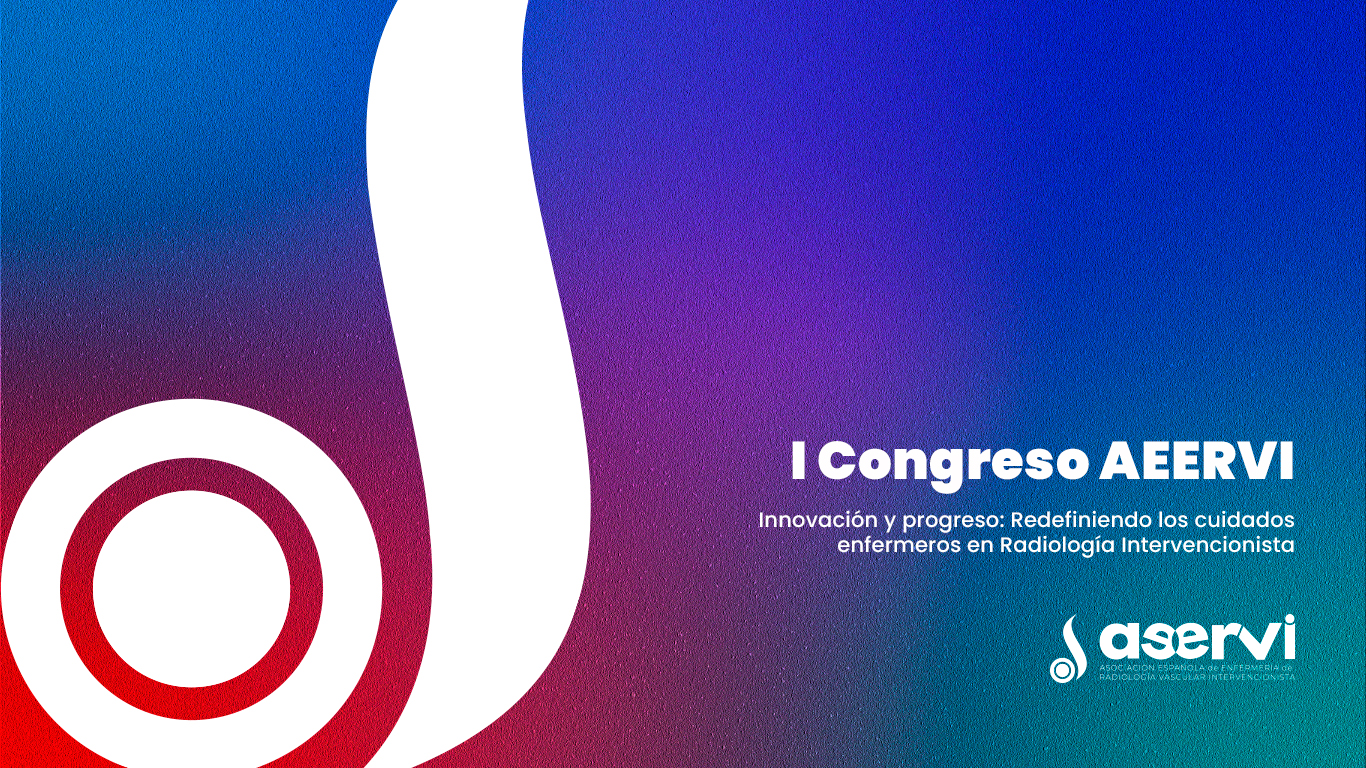 I Congreso AEERVI
Innovación y progreso: Redefiniendo los cuidados
enfermeros en Radiología Intervencionista
aeervi
ASOCIACIÓN ESPAÑOLA de ENFERMERÍA de
RADIOLOGÍA VASCULAR INTERVENCIONISTA